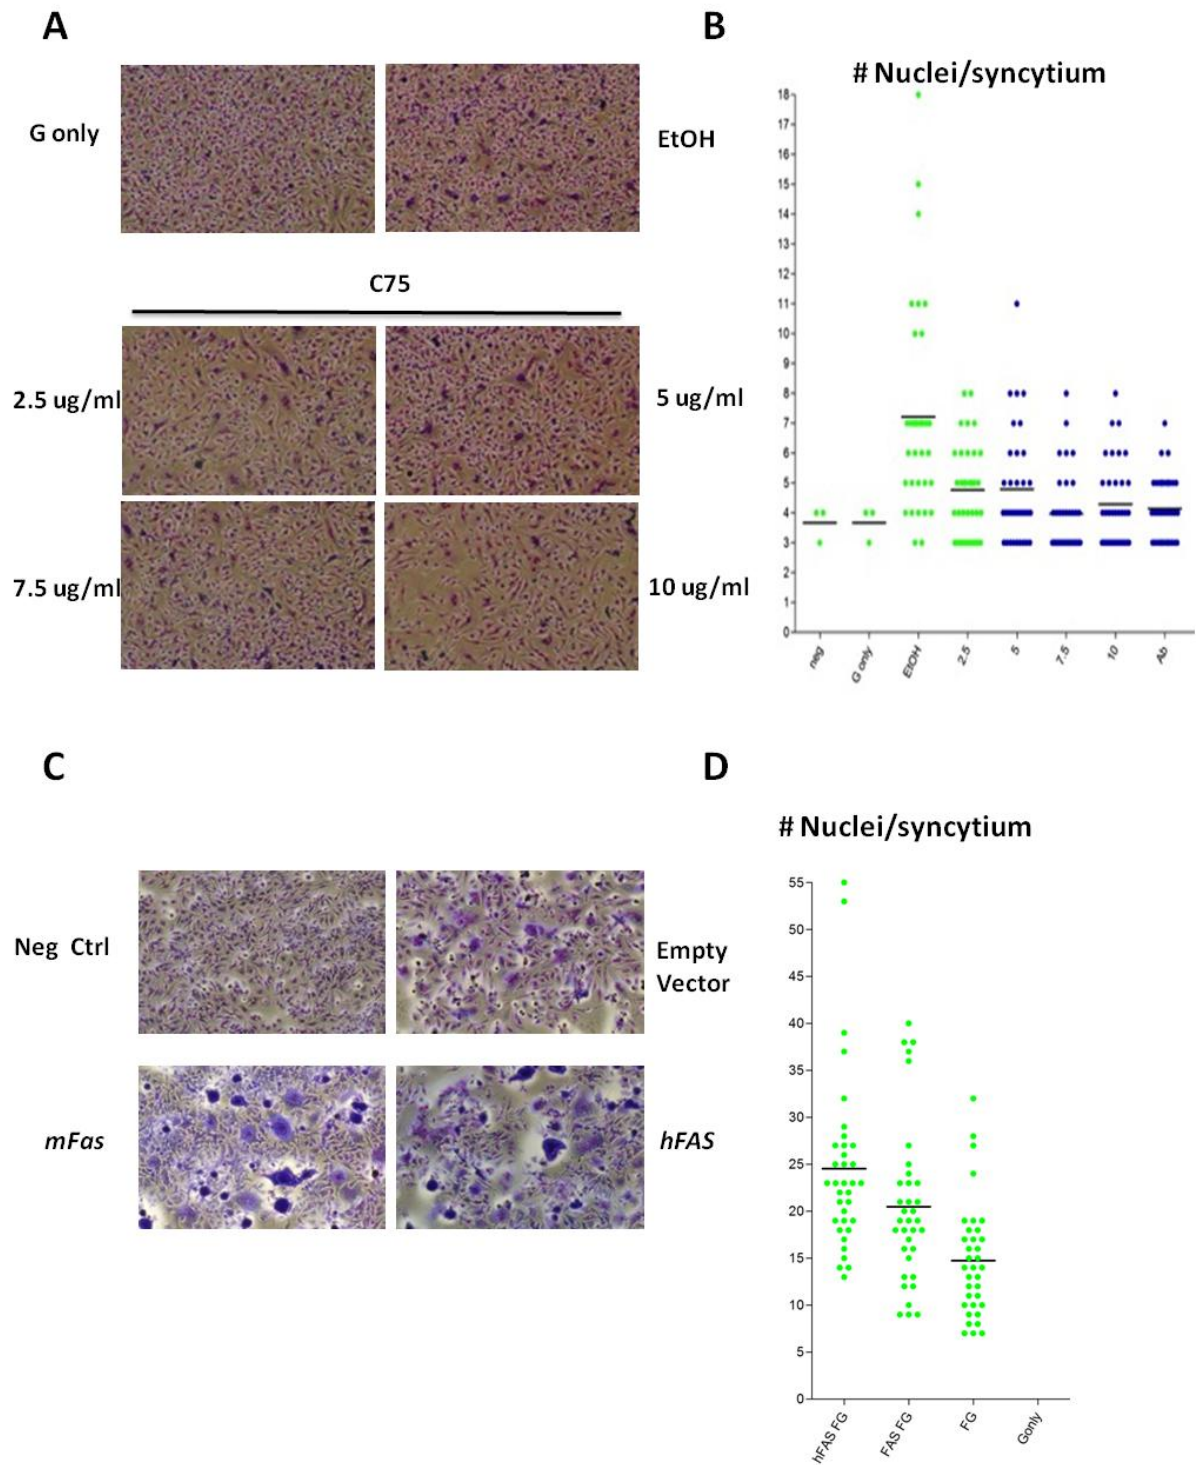 A
B
G only
EtOH
C75
2.5 ug/ml
5 ug/ml
7.5 ug/ml
10 ug/ml
# Nuclei/syncytium
18
17
16
15
14
13
12
11
10
9
8
7
6
5
4
3
2
1
0
neg
G only
EtOH
2.5
5
7.5
10
Ab
C
D
Neg Ctrl
Empty
Vector
mFas
hFAS
# Nuclei/syncytium
55
50
45
40
35
30
25
20
15
10
5
0
hFAS FG
FAS FG
FG
Gonly